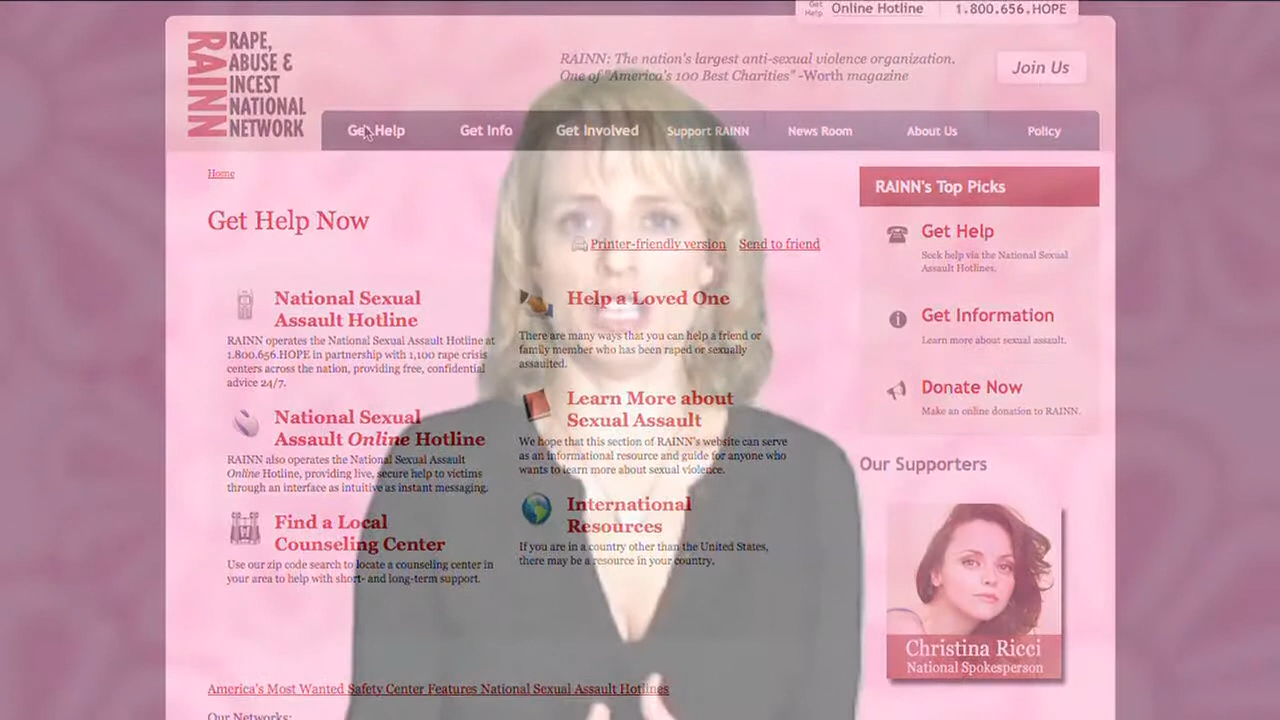 Get Help
Online Hotline
1.800.656.HOPE
RAINN
RAPE,
ABUSE &
INCEST
NATIONAL
NETWORK
RAINN: The nation's largest anti-sexual violence organization.
One of "America's 100 Best Charities" -Worth magazine
Join Us
Get Help
Get Info
Get Involved
Support RAINN
News Room
About Us
Policy
Home
Get Help Now
Printer-friendly version
Send to friend
National Sexual
Assault Hotline
RAINN operates the National Sexual Assault Hotline at
1.800.656.HOPE in partnership with 1,100 rape crisis
centers across the nation, providing free, confidential
advice 24/7.
National Sexual
Assault Online Hotline
RAINN also operates the National Sexual Assault
Online Hotline, providing live, secure help to victims
through an interface as intuitive as instant messaging.
Find a Local
Counseling Center
Use our zip code search to locate a counseling center in
your area to help with short- and long-term support.
Help a Loved One
There are many ways that you can help a friend or
family member who has been raped or sexually
assaulted.
Learn More about
Sexual Assault
We hope that this section of RAINN's website can serve
as an informational resource and guide for anyone who
wants to learn more about sexual violence.
International
Resources
If you are in a country other than the United States,
there may be a resource in your country.
RAINN's Top Picks
Get Help
Seek help via the National Sexual
Assault Hotlines.
Get Information
Learn more about sexual assault.
Donate Now
Make an online donation to RAINN.
Our Supporters
Christina Ricci
National Spokesperson
America's Most Wanted Safety Center Features National Sexual Assault Hotlines
Our Networks: